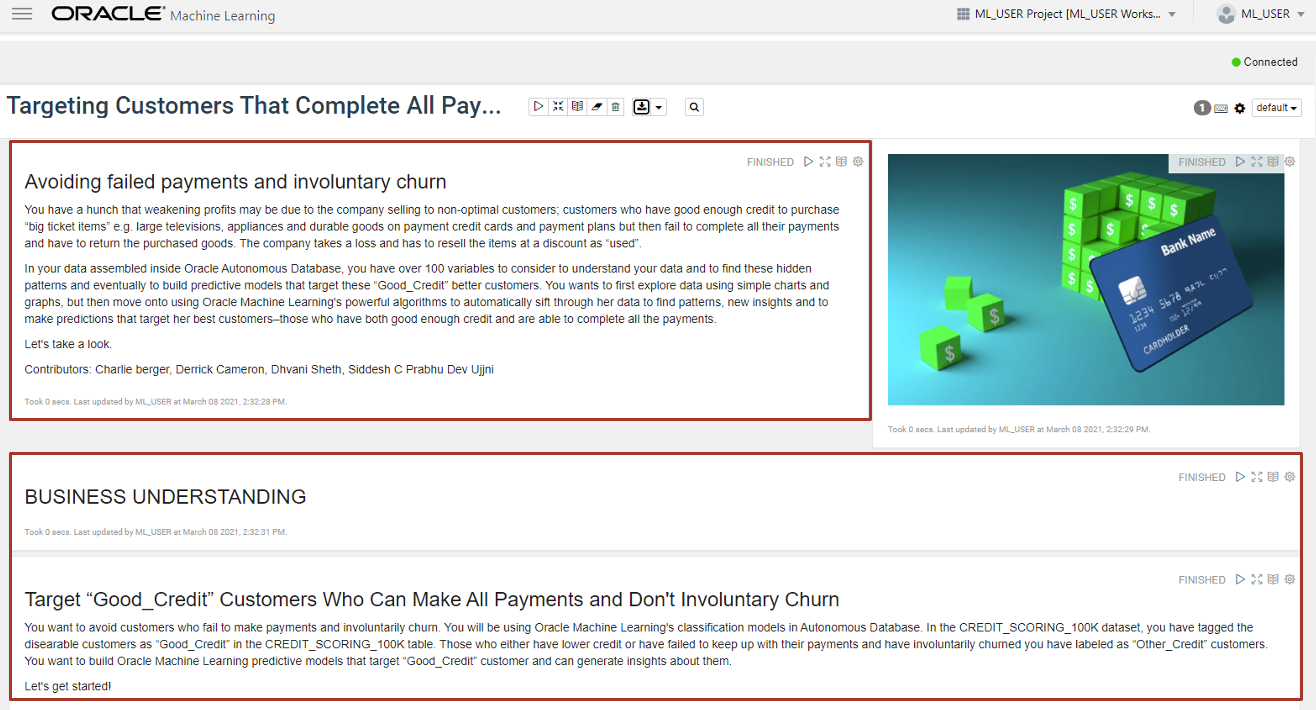 ORACLE® Machine Learning
ML_USER Project [ML_USER Works...
ML_USER
Connected
Targeting Customers That Complete All Pay...
1
default
FINISHED
Avoiding failed payments and involuntary churn
You have a hunch that weakening profits may be due to the company selling to non-optimal customers; customers who have good enough credit to purchase
“big ticket items” e.g. large televisions, appliances and durable goods on payment credit cards and payment plans but then fail to complete all their payments
and have to return the purchased goods. The company takes a loss and has to resell the items at a discount as “used”.
In your data assembled inside Oracle Autonomous Database, you have over 100 variables to consider to understand your data and to find these hidden
patterns and eventually to build predictive models that target these “Good_Credit” better customers. You wants to first explore data using simple charts and
graphs, but then move onto using Oracle Machine Learning's powerful algorithms to automatically sift through her data to find patterns, new insights and to
make predictions that target her best customers–those who have both good enough credit and are able to complete all the payments.
Let's take a look.
Contributors: Charlie berger, Derrick Cameron, Dhvani Sheth, Siddesh C Prabhu Dev Ujjni
Took 0 secs. Last updated by ML_USER at March 08 2021, 2:32:28 PM.
FINISHED
$ $ $ $
$ $
$
$ $
$
$
Bank Name
1234 5678
1234
CARDHOLDER
Took 0 secs. Last updated by ML_USER at March 08 2021, 2:32:29 PM.
FINISHED
BUSINESS UNDERSTANDING
Took 0 secs. Last updated by ML_USER at March 08 2021, 2:32:31 PM.
FINISHED
Target “Good_Credit” Customers Who Can Make All Payments and Don't Involuntary Churn
You want to avoid customers who fail to make payments and involuntarily churn. You will be using Oracle Machine Learning's classification models in Autonomous Database. In the CREDIT_SCORING_100K dataset, you have tagged the
disearable customers as “Good_Credit” in the CREDIT_SCORING_100K table. Those who either have lower credit or have failed to keep up with their payments and have involuntarily churned you have labeled as “Other_Credit” customers.
You want to build Oracle Machine Learning predictive models that target “Good_Credit” customer and can generate insights about them.
Let's get started!